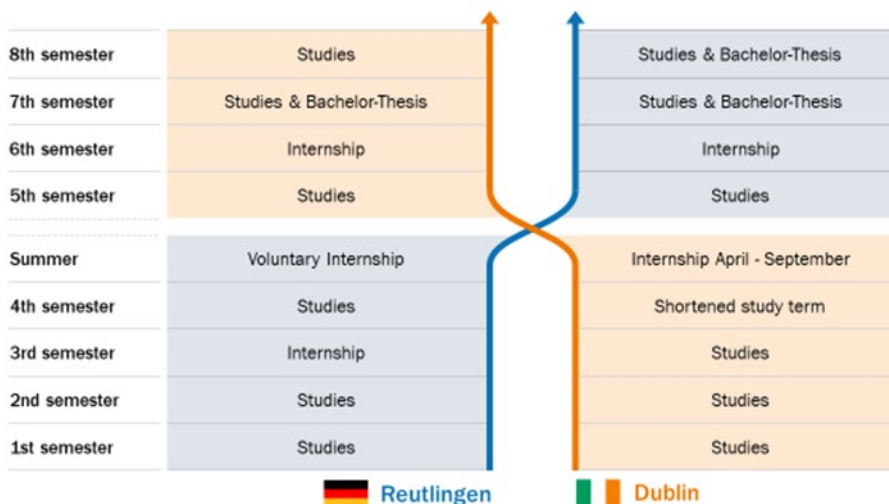 8th semester Studies Studies & Bachelor-Thesis
7th semester Studies & Bachelor-Thesis Studies & Bachelor-Thesis
6th semester Internship Internship
5th semester Studies Studies
Summer Voluntary Internship Internship April - September
4th semester Studies Shortened study term
3rd semester Internship Studies
2nd semester Studies Studies
1st semester Studies Studies
Reutlingen Dublin